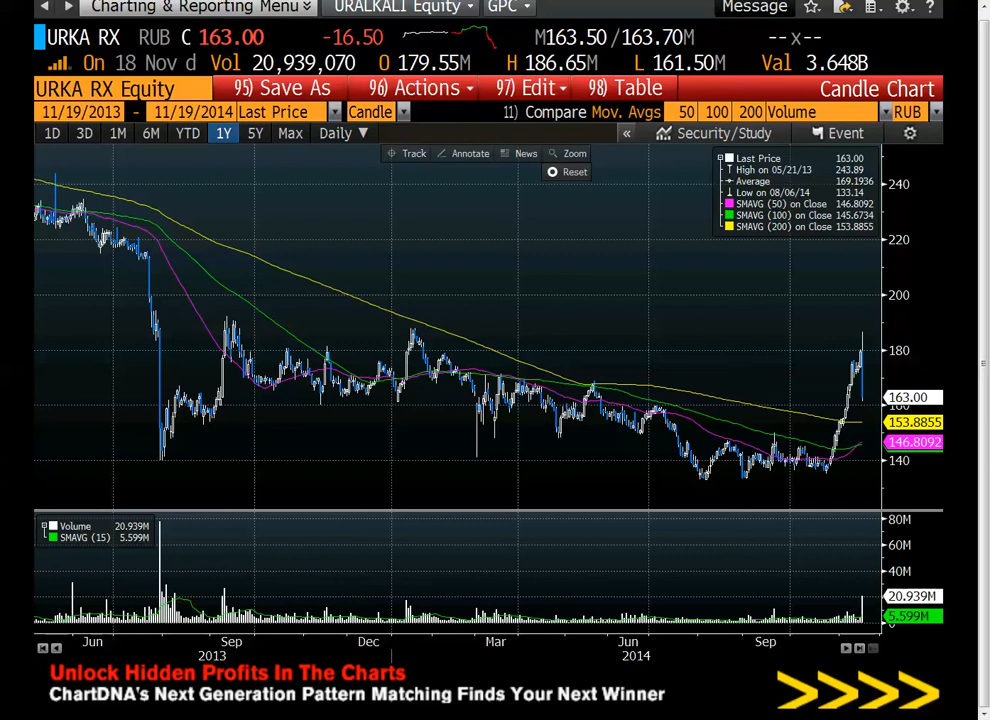 Charting & Reporting Menu URALKALI Equity GPC Message ?
URKA RX RUB C 163.00 -16.50 M163.50 /163.70M -- x --
On 18 Nov d Vol 20,939,070 O 179.55M H 186.65M L 161.50M Val 3.648B
URKA RX Equity 95) Save As 96) Actions 97) Edit 98) Table Candle Chart
11/19/2013 - 11/19/2014 Last Price Candle 11) Compare Mov. Avgs 50 100 200 Volume RUB
1D 3D 1M 6M YTD 1Y 5Y Max Daily ▼ « Security/Study Event
Track Annotate News Zoom
Reset
Last Price 163.00
High on 05/21/13 243.89
Average 169.1936
Low on 08/06/14 133.14
SMAVG (50) on Close 146.8092
SMAVG (100) on Close 145.6734
SMAVG (200) on Close 153.8855
240
220
200
180
163.00
160
153.8855
146.8092
140
Volume 20.939M
SMAVG (15) 5.599M
80M
60M
40M
20.939M
5.599M
0
Jun Sep Dec Mar Jun Sep
2013 2014
Unlock Hidden Profits In The Charts
ChartDNA's Next Generation Pattern Matching Finds Your Next Winner